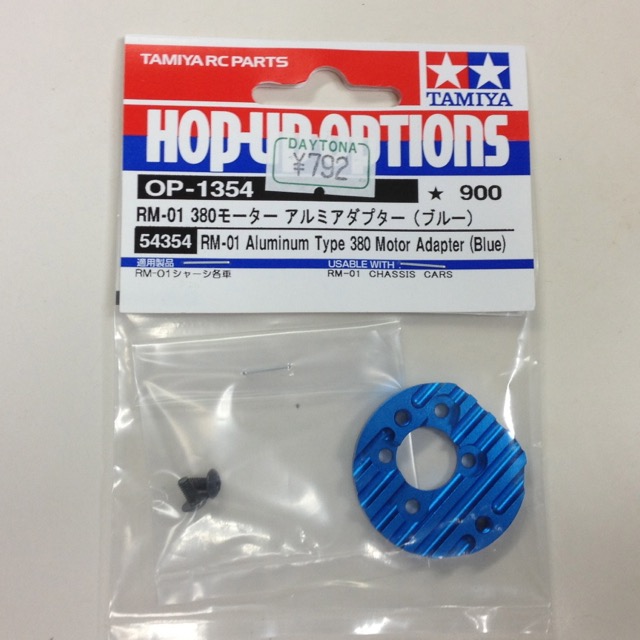 TAMIYA RC PARTS
TAMIYA
HOP-UP OPTIONS
DAYTONA
¥792
OP-1354
★ 900
RM-01 380モーター アルミアダプター（ブルー）
54354 RM-01 Aluminum Type 380 Motor Adapter (Blue)
適用製品
RM-01シャーシ各車
USABLE WITH
RM-01 CHASSIS CARS